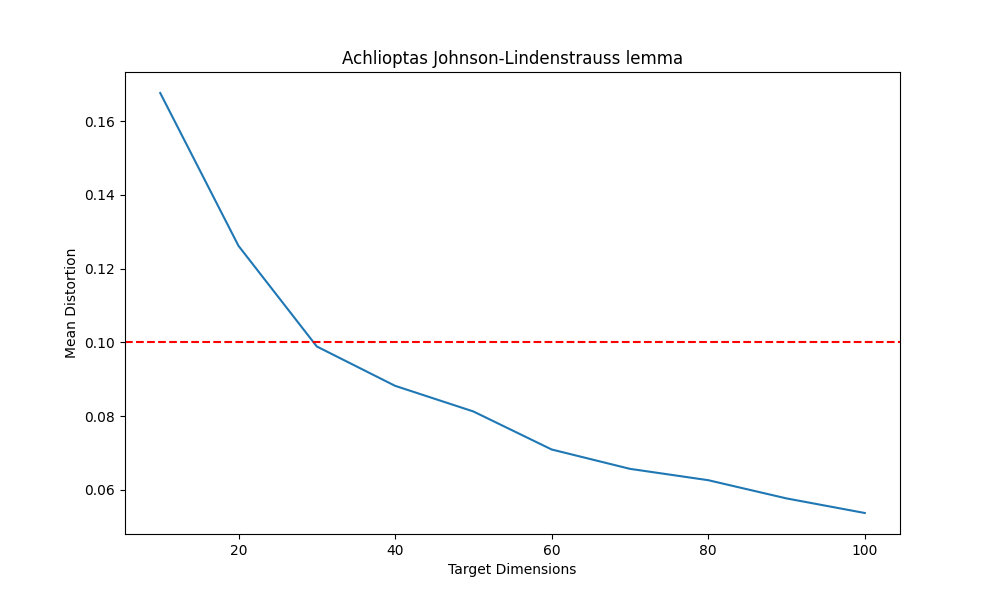 Achlioptas Johnson-Lindenstrauss lemma
0.16
0.14
0.12
0.10
0.08
0.06
Mean Distortion
20 40 60 80 100
Target Dimensions